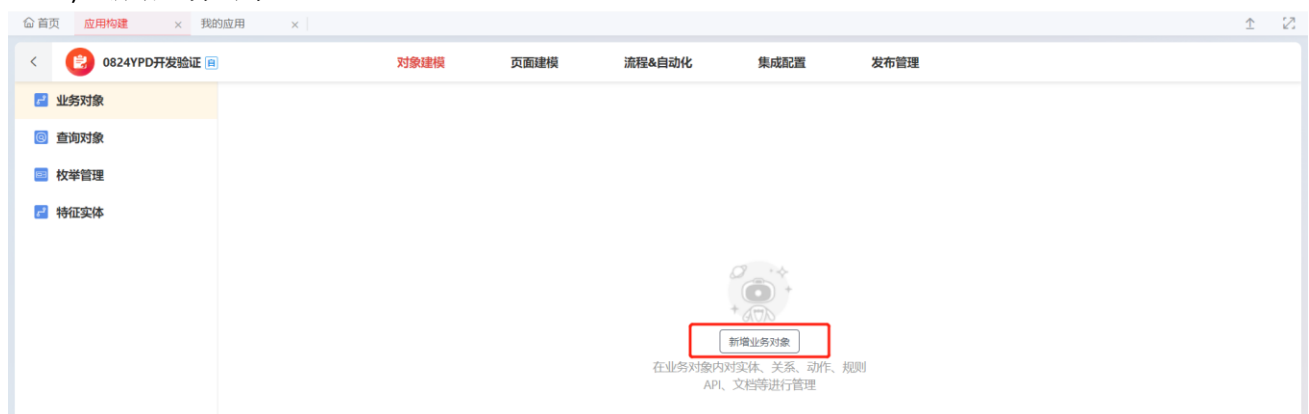 首页 应用构建 × 我的应用 ×
0824YPD开发验证 对象建模 页面建模 流程&自动化 集成配置 发布管理
业务对象
查询对象
枚举管理
特征实体
新增业务对象
在业务对象内对实体、关系、动作、规则
API、文档等进行管理